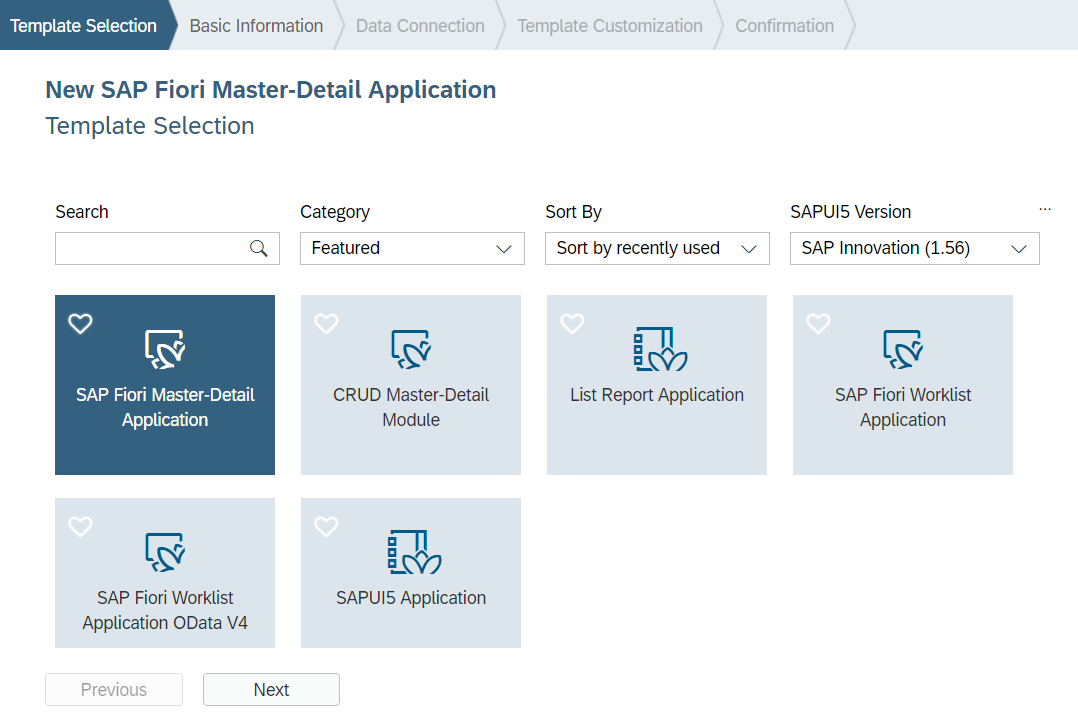 Template Selection
Basic Information
Data Connection
Template Customization
Confirmation
New SAP Fiori Master-Detail Application
Template Selection
Search
Category
Sort By
SAPUI5 Version
...
Featured
Sort by recently used
SAP Innovation (1.56)
SAP Fiori Master-Detail
Application
CRUD Master-Detail
Module
List Report Application
SAP Fiori Worklist
Application
SAP Fiori Worklist
Application OData V4
SAPUI5 Application
Previous
Next